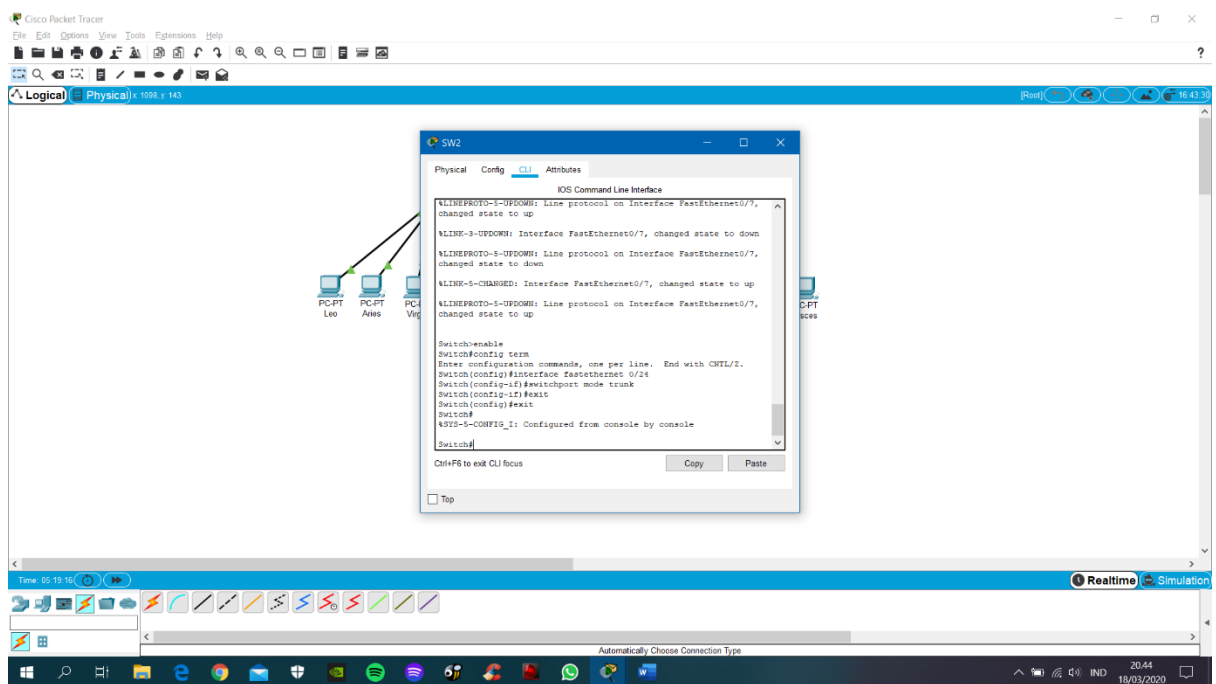 Cisco Packet Tracer
File Edit Options View Tools Extensions Help
?
Logical Physical x: 1098, y: 143
[Root] 16:43:30
SW2
Physical Config CLI Attributes
IOS Command Line Interface
%LINEPROTO-5-UPDOWN: Line protocol on Interface FastEthernet0/7,
changed state to up
%LINK-3-UPDOWN: Interface FastEthernet0/7, changed state to down
%LINEPROTO-5-UPDOWN: Line protocol on Interface FastEthernet0/7,
changed state to down
%LINK-5-CHANGED: Interface FastEthernet0/7, changed state to up
%LINEPROTO-5-UPDOWN: Line protocol on Interface FastEthernet0/7,
changed state to up
Switch>enable
Switch#config term
Enter configuration commands, one per line. End with CNTL/Z.
Switch(config)#interface fastethernet 0/24
Switch(config-if)#switchport mode trunk
Switch(config-if)#exit
Switch(config)#exit
Switch#
%SYS-5-CONFIG_I: Configured from console by console
Switch#
Ctrl+F6 to exit CLI focus
Copy Paste
Top
PC-PT
Leo
PC-PT
Aries
PC-
Virg
C-PT
sces
Time: 05:19:16
Realtime Simulation
Automatically Choose Connection Type
IND
20.44
18/03/2020